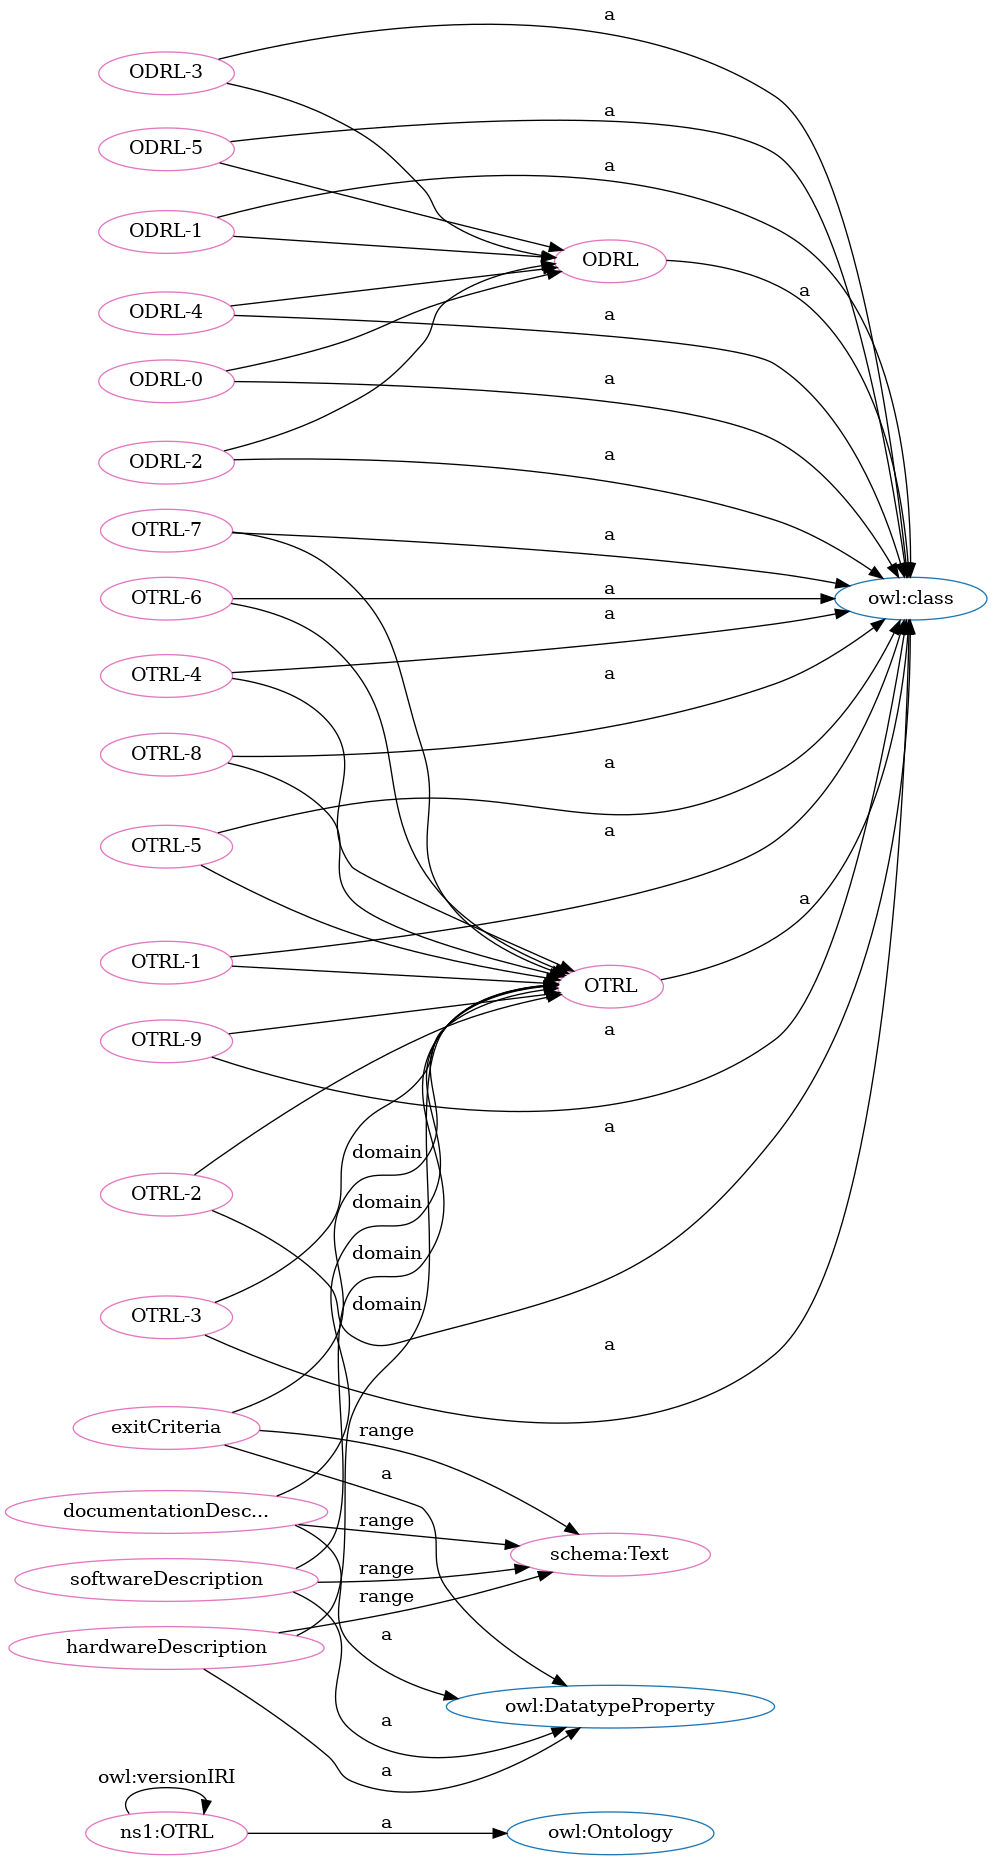 a
ODRL-3
a
ODRL-5
a
ODRL-1
ODRL
a
ODRL-4
a
ODRL-0
a
ODRL-2
a
OTRL-7
a
OTRL-6
a
owl:class
a
OTRL-4
a
OTRL-8
a
OTRL-5
a
a
OTRL-1
OTRL
a
OTRL-9
a
domain
OTRL-2
domain
domain
domain
OTRL-3
a
exitCriteria
range
a
documentationDesc...
range
schema:Text
softwareDescription
range
range
a
hardwareDescription
owl:DatatypeProperty
a
a
owl:versionIRI
ns1:OTRL
a
owl:Ontology